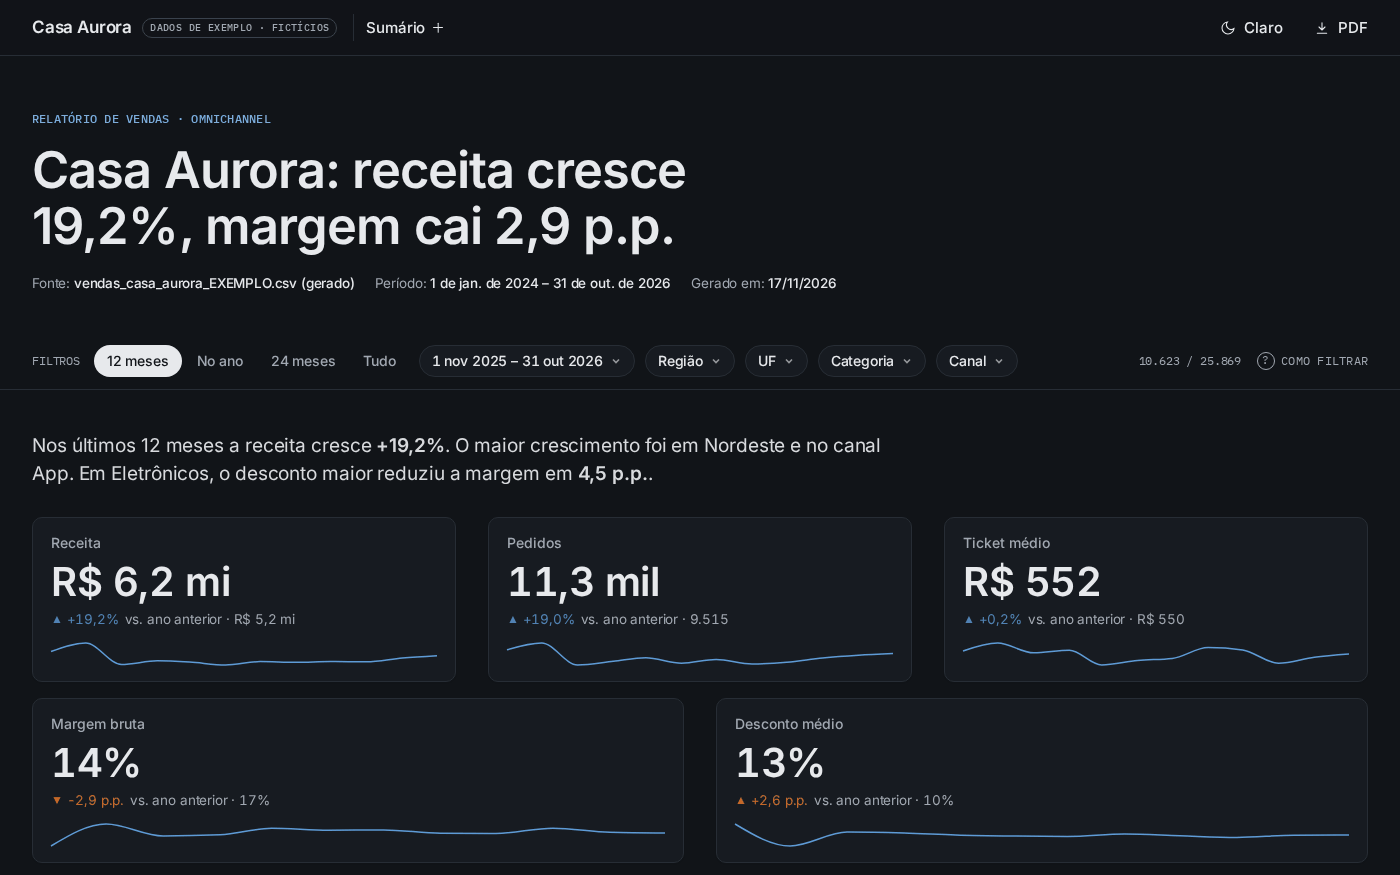 Casa Aurora
DADOS DE EXEMPLO · FICTÍCIOS
Sumário +
Claro
PDF
RELATÓRIO DE VENDAS · OMNICHANNEL
Casa Aurora: receita cresce
19,2%, margem cai 2,9 p.p.
Fonte: vendas_casa_aurora_EXEMPLO.csv (gerado) Período: 1 de jan. de 2024 – 31 de out. de 2026 Gerado em: 17/11/2026
FILTROS 12 meses No ano 24 meses Tudo 1 nov 2025 – 31 out 2026 Região UF Categoria Canal 10.623 / 25.869 ? COMO FILTRAR
Nos últimos 12 meses a receita cresce +19,2%. O maior crescimento foi em Nordeste e no canal
App. Em Eletrônicos, o desconto maior reduziu a margem em 4,5 p.p..
Receita
R$ 6,2 mi
▲ +19,2% vs. ano anterior · R$ 5,2 mi
Pedidos
11,3 mil
▲ +19,0% vs. ano anterior · 9.515
Ticket médio
R$ 552
▲ +0,2% vs. ano anterior · R$ 550
Margem bruta
14%
▼ -2,9 p.p. vs. ano anterior · 17%
Desconto médio
13%
▲ +2,6 p.p. vs. ano anterior · 10%